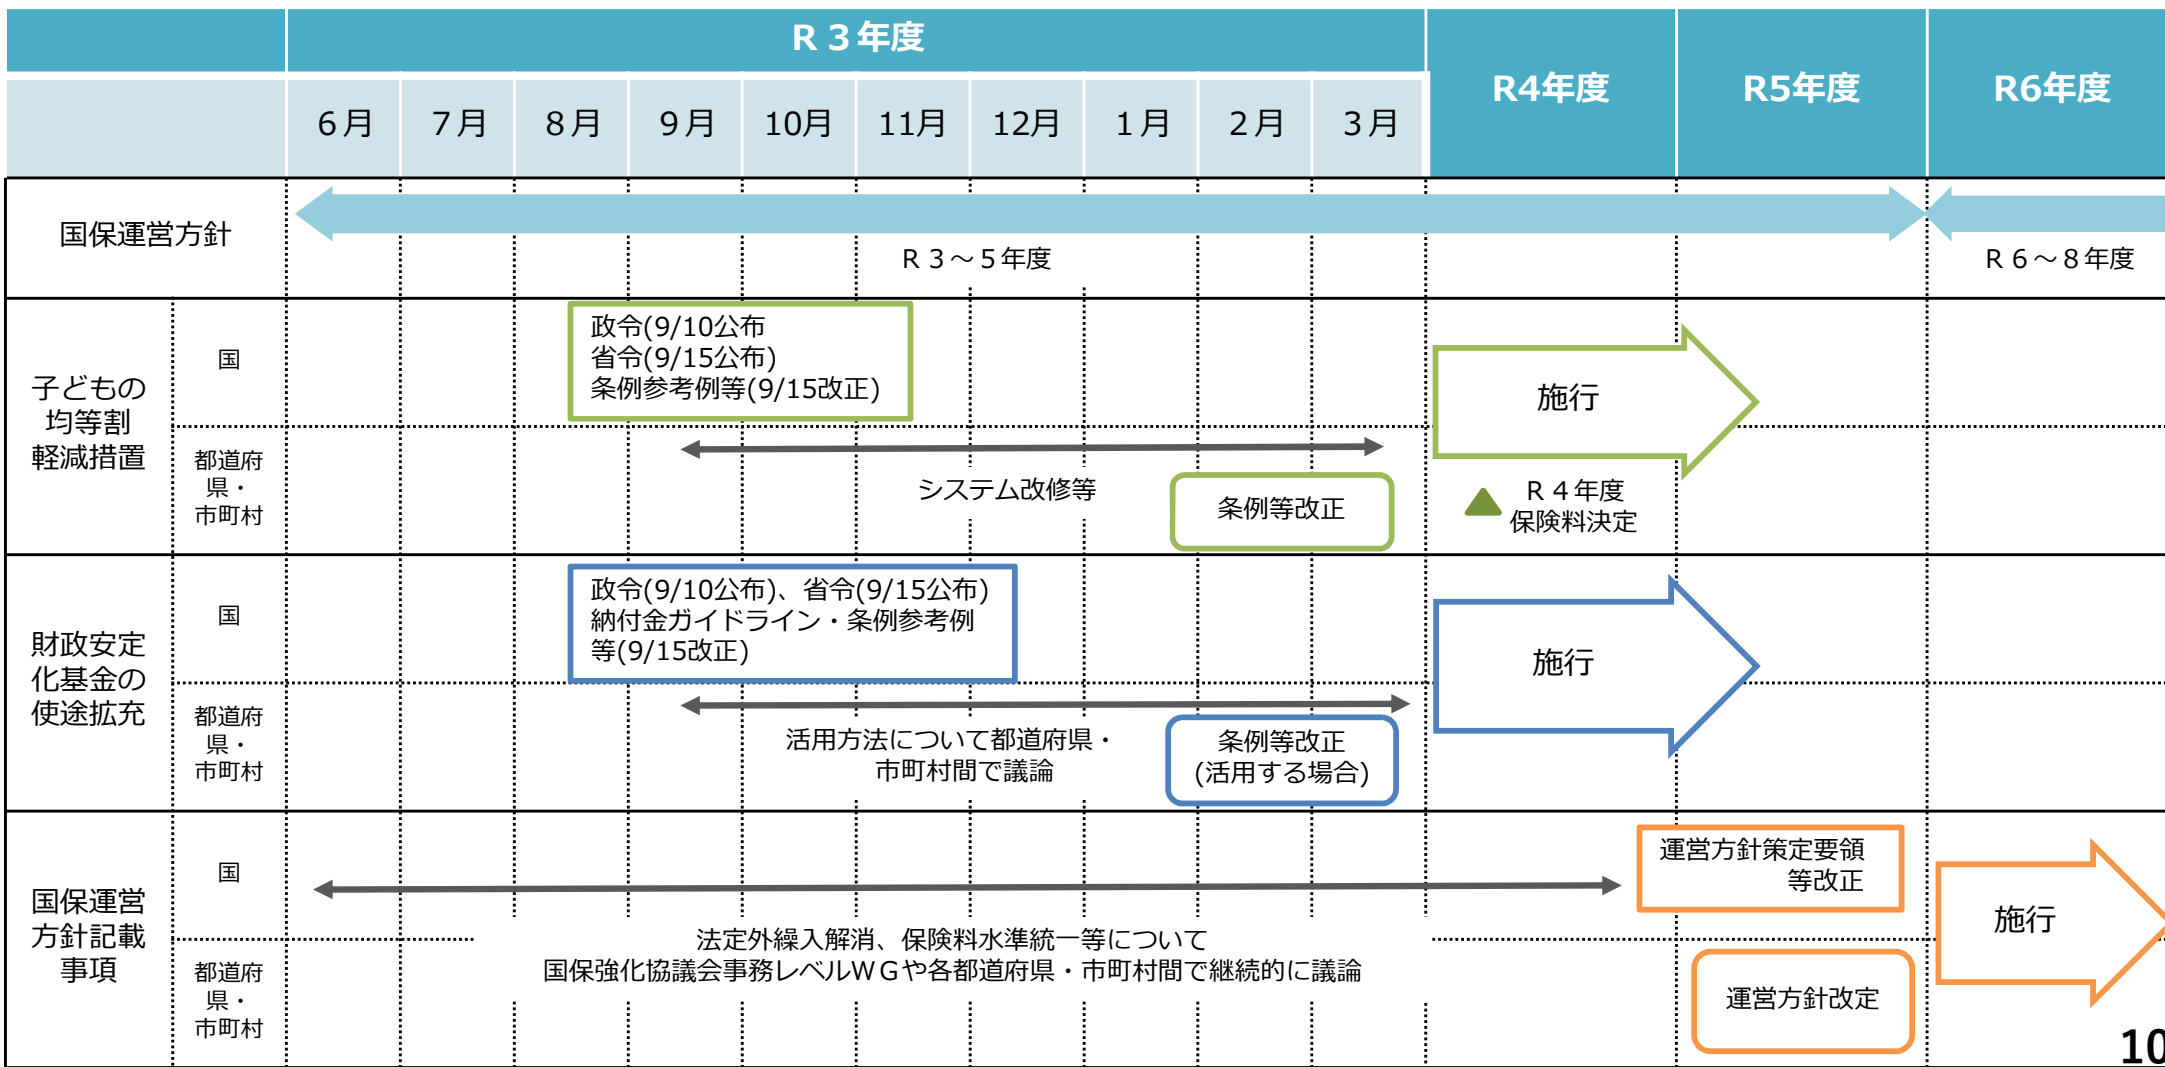 R３年度
R4年度
R5年度
R6年度
６月
７月
８月
９月
10月
11月
12月
１月
２月
３月
国保運営方針
R３～５年度
R６～８年度
子どもの
均等割
軽減措置
国
政令(9/10公布
省令(9/15公布)
条例参考例等(9/15改正)
施行
都道府
県・
市町村
システム改修等
条例等改正
R４年度
保険料決定
財政安定
化基金の
使途拡充
国
政令(9/10公布)、省令(9/15公布)
納付金ガイドライン・条例参考例
等(9/15改正)
施行
都道府
県・
市町村
活用方法について都道府県・
市町村間で議論
条例等改正
(活用する場合)
国保運営
方針記載
事項
国
運営方針策定要領
等改正
施行
都道府
県・
市町村
法定外繰入解消、保険料水準統一等について
国保強化協議会事務レベルＷＧや各都道府県・市町村間で継続的に議論
運営方針改定
10